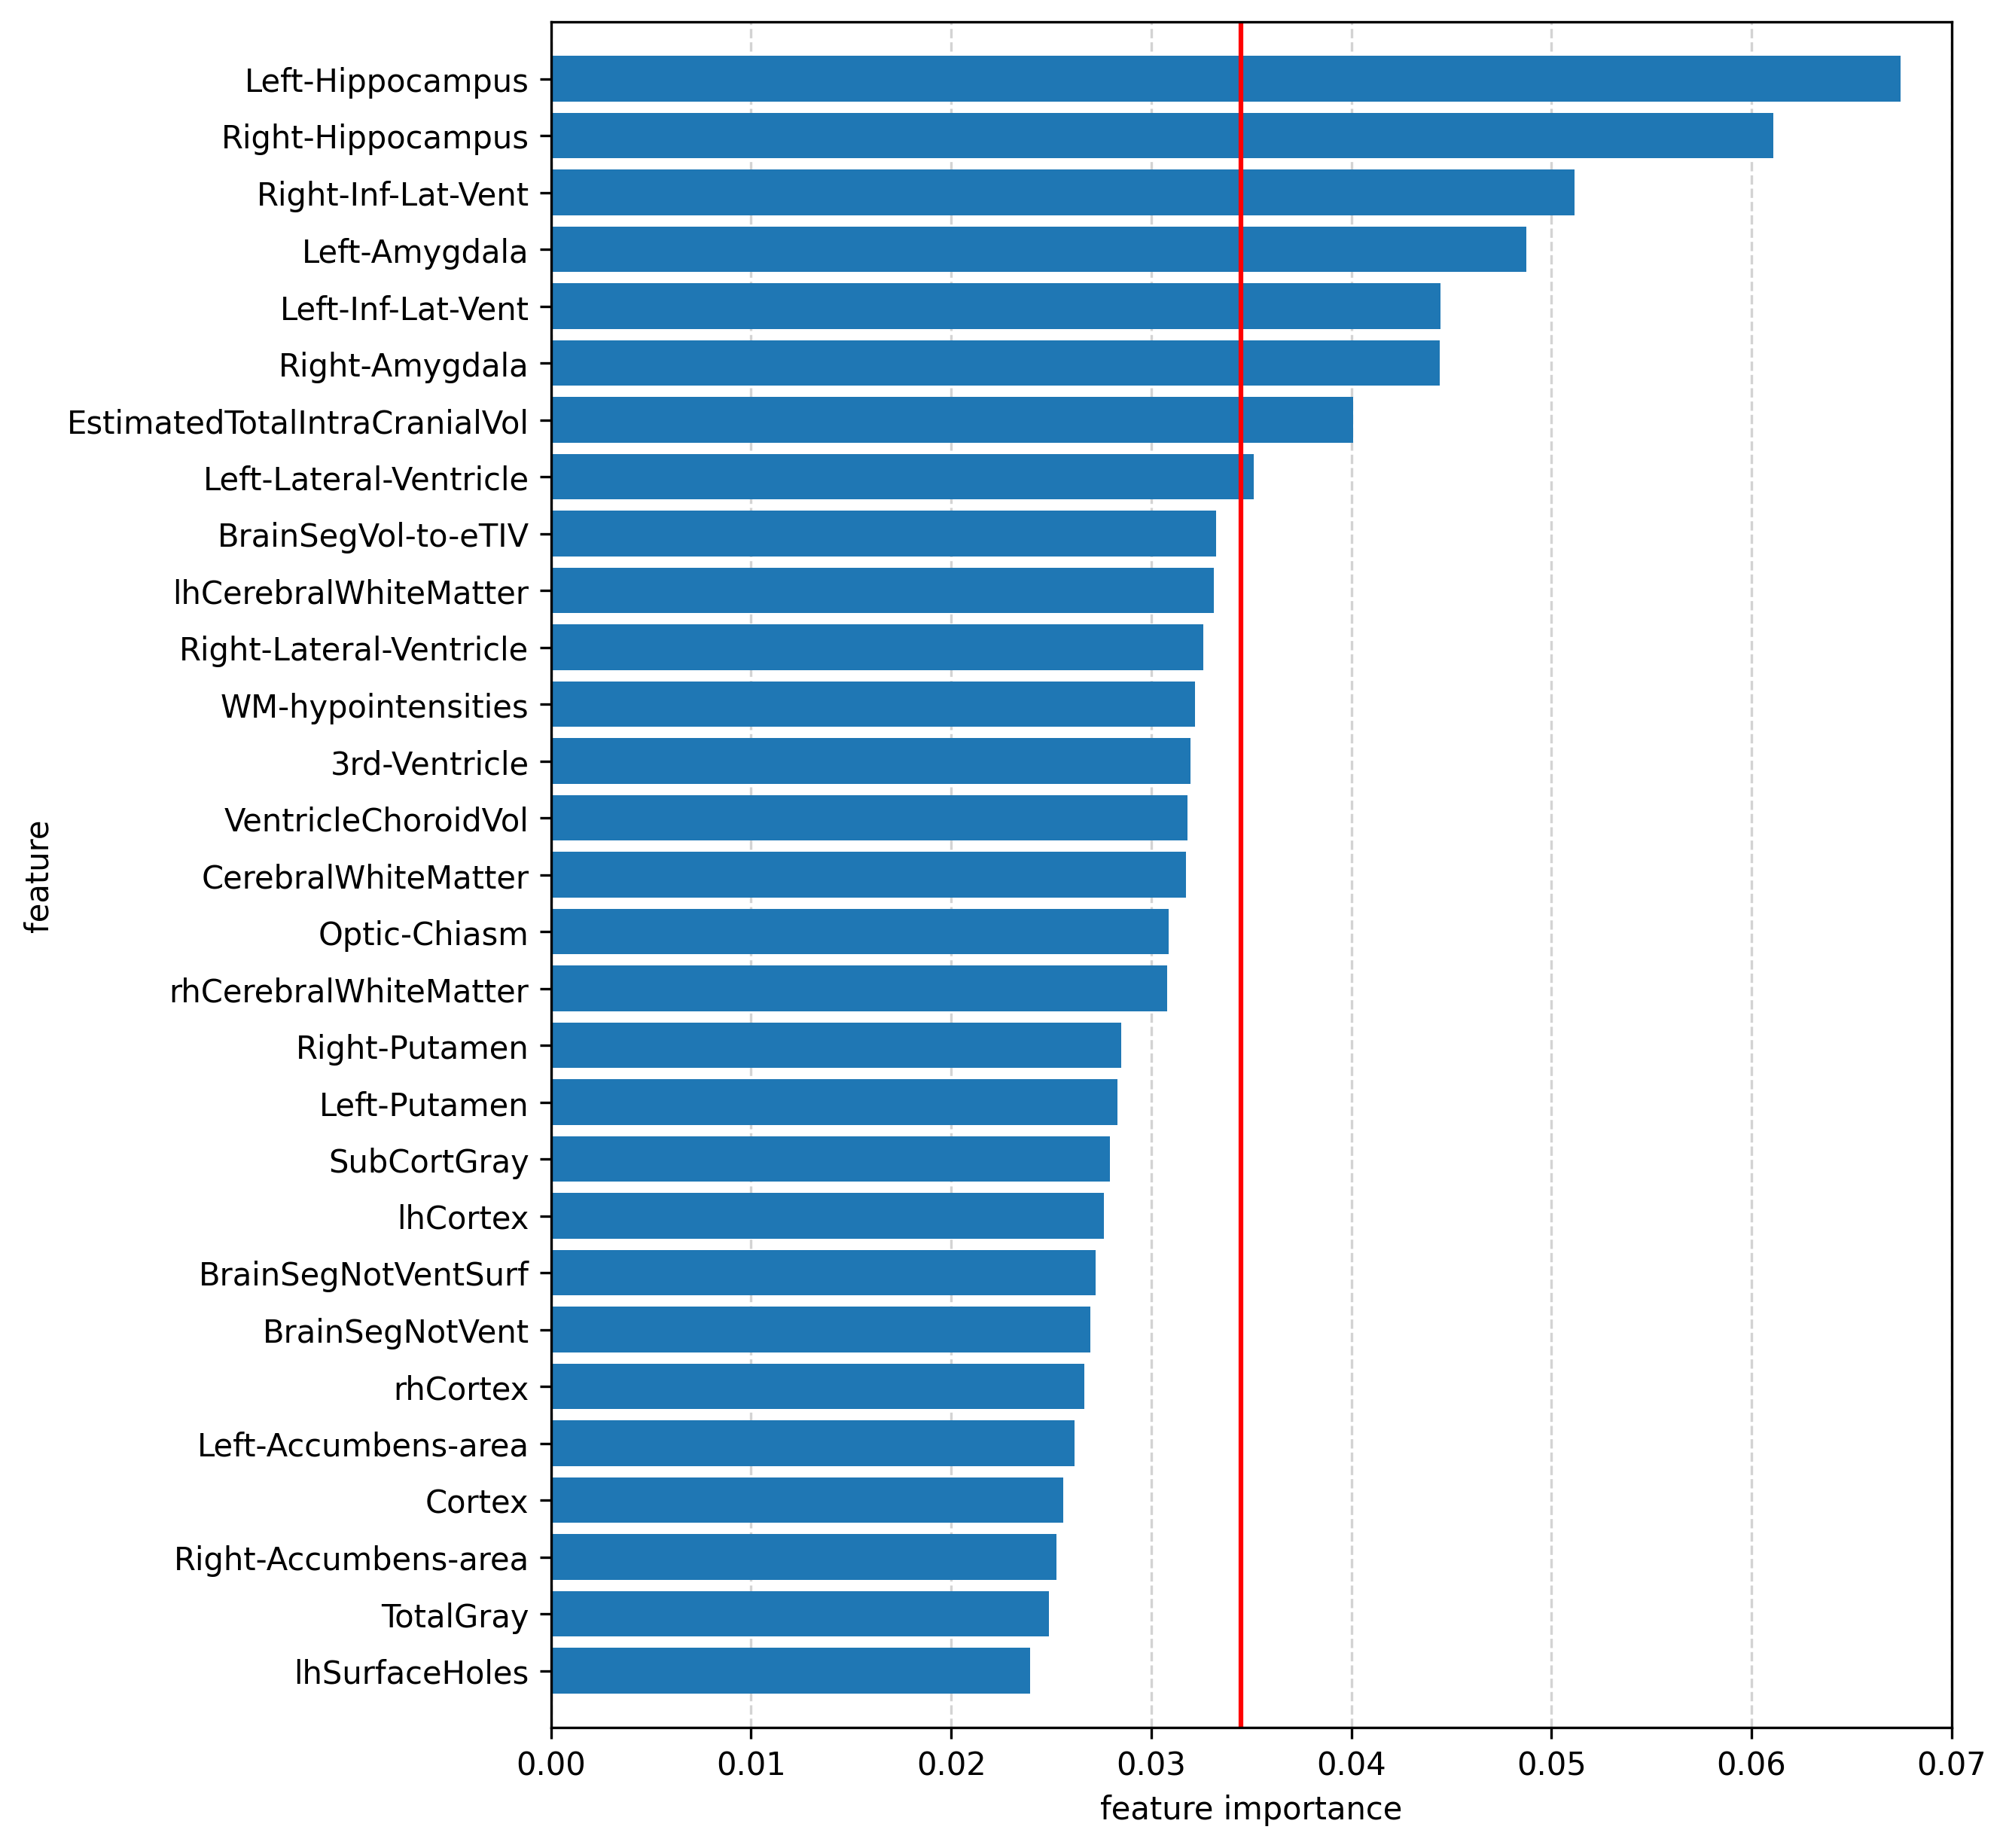 Left-Hippocampus
Right-Hippocampus
Right-Inf-Lat-Vent
Left-Amygdala
Left-Inf-Lat-Vent
Right-Amygdala
EstimatedTotalIntraCranialVol
Left-Lateral-Ventricle
BrainSegVol-to-eTIV
lhCerebralWhiteMatter
Right-Lateral-Ventricle
WM-hypointensities
3rd-Ventricle
VentricleChoroidVol
CerebralWhiteMatter
Optic-Chiasm
rhCerebralWhiteMatter
Right-Putamen
Left-Putamen
SubCortGray
lhCortex
BrainSegNotVentSurf
BrainSegNotVent
rhCortex
Left-Accumbens-area
Cortex
Right-Accumbens-area
TotalGray
lhSurfaceHoles
feature
0.00 0.01 0.02 0.03 0.04 0.05 0.06 0.07
feature importance